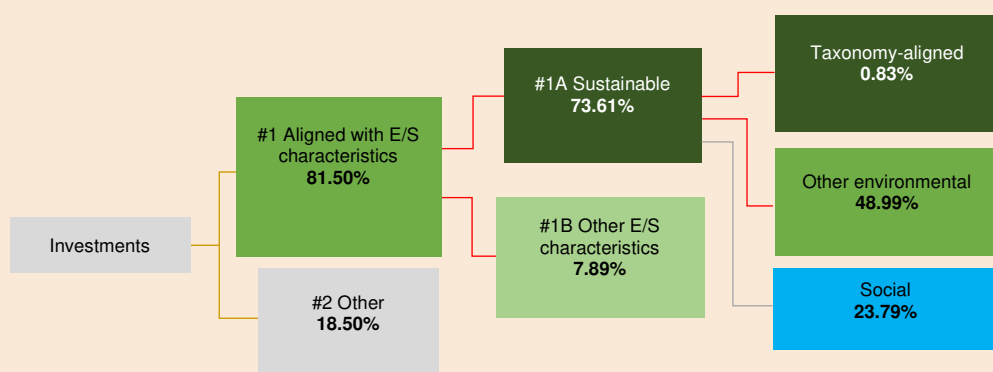 Investments
#1 Aligned with E/S
characteristics
81.50%
#2 Other
18.50%
#1A Sustainable
73.61%
#1B Other E/S
characteristics
7.89%
Taxonomy-aligned
0.83%
Other environmental
48.99%
Social
23.79%